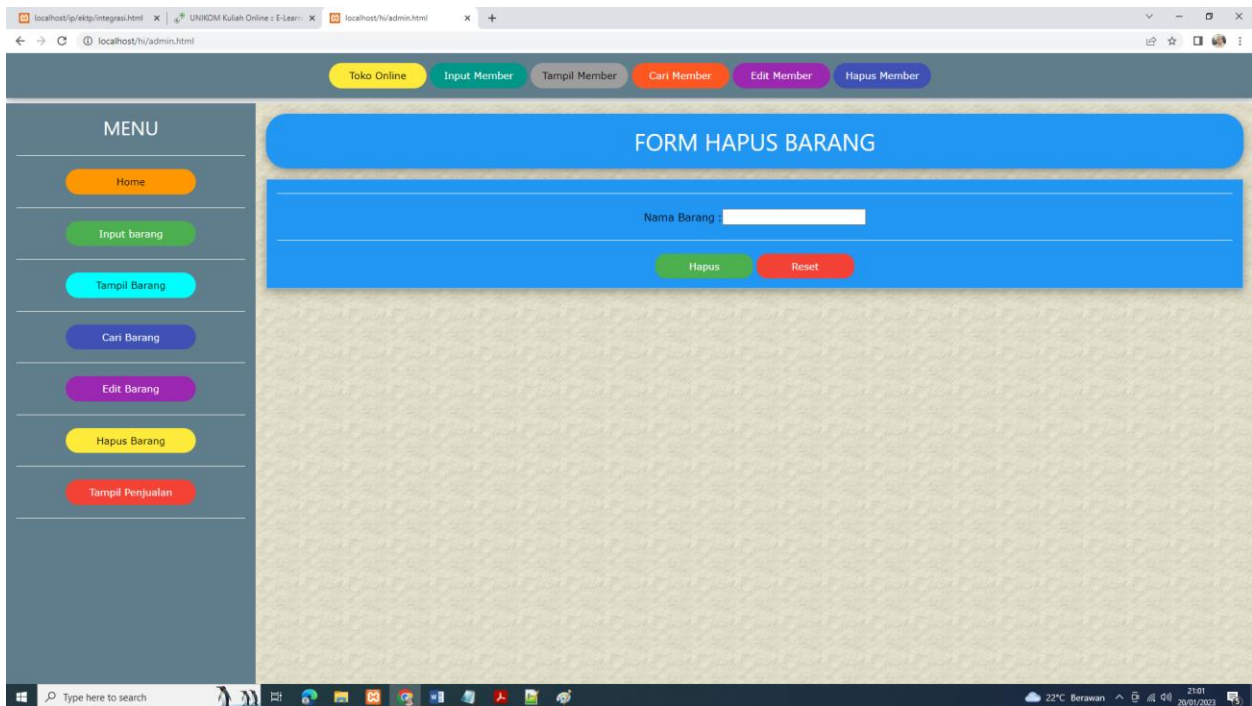 localhost/ip/ektp/integrasi.html
UNIKOM Kuliah Online : E-Learn
localhost/hi/admin.html
localhost/hi/admin.html
Toko Online Input Member Tampil Member Cari Member Edit Member Hapus Member
MENU
Home
Input barang
Tampil Barang
Cari Barang
Edit Barang
Hapus Barang
Tampil Penjualan
FORM HAPUS BARANG
Nama Barang :
Hapus Reset
Type here to search
22°C Berawan
21:01
20/01/2023